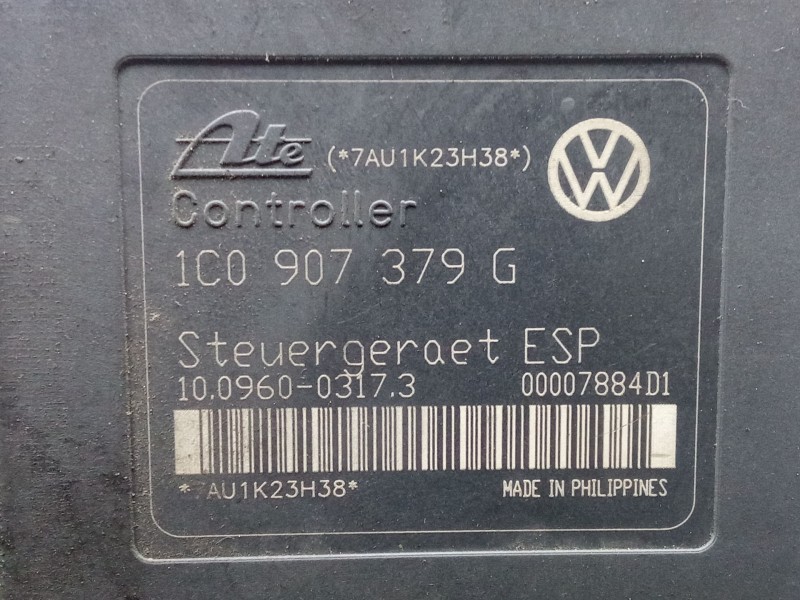 Ate (*7AU1K23H38*)
Controller
1C0 907 379 G
Steuergeraet ESP
10.0960-0317.3 00007884D1
*7AU1K23H38* MADE IN PHILIPPINES